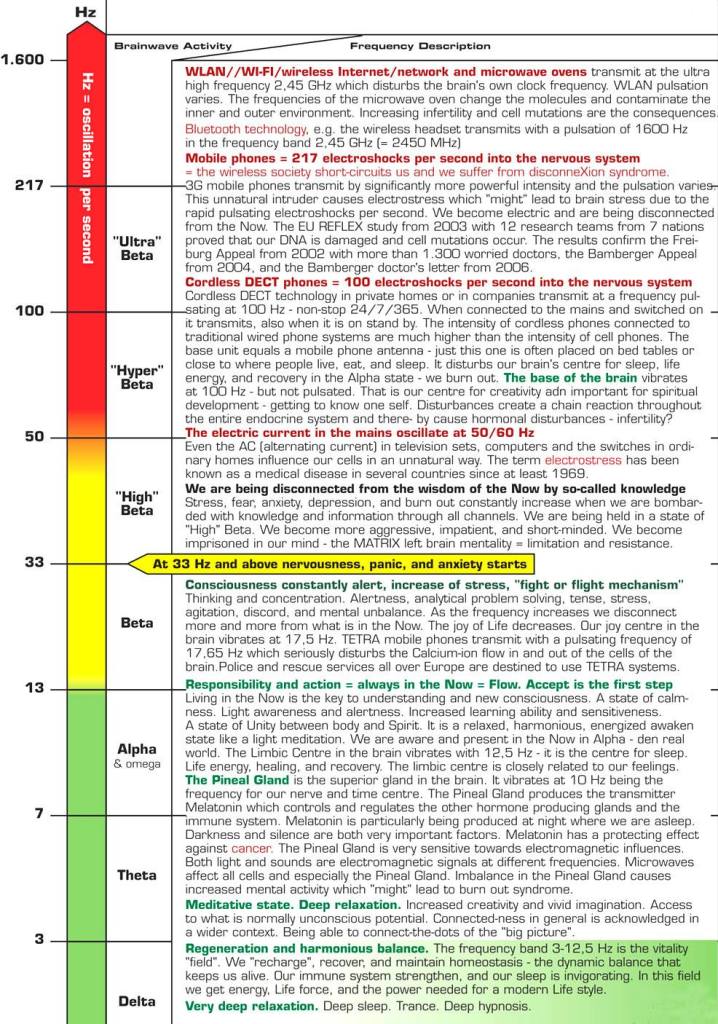 Hz
Brainwave Activity
Frequency Description
1.600
WLAN//WI-FI/wireless Internet/network and microwave ovens transmit at the ultra
high frequency 2,45 GHz which disturbs the brain's own clock frequency. WLAN pulsation
varies. The frequencies of the microwave oven change the molecules and contaminate the
inner and outer environment. Increasing infertility and cell mutations are the consequences.
Bluetooth technology, e.g. the wireless headset transmits with a pulsation of 1600 Hz
in the frequency band 2,45 GHz (= 2450 MHz)
Mobile phones = 217 electroshocks per second into the nervous system
= the wireless society short-circuits us and we suffer from disconneXion syndrome.
Hz = oscillation per second
217
3G mobile phones transmit by significantly more powerful intensity and the pulsation varies.
This unnatural intruder causes electrostress which "might" lead to brain stress due to the
rapid pulsating electroshocks per second. We become electric and are being disconnected
from the Now. The EU REFLEX study from 2003 with 12 research teams from 7 nations
proved that our DNA is damaged and cell mutations occur. The results confirm the Frei-
burg Appeal from 2002 with more than 1.300 worried doctors, the Bamberger Appeal
from 2004, and the Bamberger doctor's letter from 2006.
"Ultra"
Beta
Cordless DECT phones = 100 electroshocks per second into the nervous system
Cordless DECT technology in private homes or in companies transmit at a frequency pul-
100
sating at 100 Hz - non-stop 24/7/365. When connected to the mains and switched on
it transmits, also when it is on stand by. The intensity of cordless phones connected to
traditional wired phone systems are much higher than the intensity of cell phones. The
base unit equals a mobile phone antenna - just this one is often placed on bed tables or
close to where people live, eat, and sleep. It disturbs our brain's centre for sleep, life
energy, and recovery in the Alpha state - we burn out. The base of the brain vibrates
at 100 Hz - but not pulsated. That is our centre for creativity adn important for spiritual
development - getting to know one self. Disturbances create a chain reaction throughout
the entire endocrine system and there- by cause hormonal disturbances - infertility?
"Hyper"
Beta
50
The electric current in the mains oscillate at 50/60 Hz
Even the AC (alternating current) in television sets, computers and the switches in ordi-
nary homes influence our cells in an unnatural way. The term electrostress has been
known as a medical disease in several countries since at least 1969.
"High"
Beta
We are being disconnected from the wisdom of the Now by so-called knowledge
Stress, fear, anxiety, depression, and burn out constantly increase when we are bombar-
ded with knowledge and information through all channels. We are being held in a state of
"High" Beta. We become more aggressive, impatient, and short-minded. We become
imprisoned in our mind - the MATRIX left brain mentality = limitation and resistance.
33
At 33 Hz and above nervousness, panic, and anxiety starts
Consciousness constantly alert, increase of stress, "fight or flight mechanism"
Thinking and concentration. Alertness, analytical problem solving, tense, stress,
agitation, discord, and mental unbalance. As the frequency increases we disconnect
more and more from what is in the Now. The joy of Life decreases. Our joy centre in the
brain vibrates at 17,5 Hz. TETRA mobile phones transmit with a pulsating frequency of
17,65 Hz which seriously disturbs the Calcium-ion flow in and out of the cells of the
brain.Police and rescue services all over Europe are destined to use TETRA systems.
Beta
13
Responsibility and action = always in the Now = Flow. Accept is the first step
Living in the Now is the key to understanding and new consciousness. A state of calm-
ness. Light awareness and alertness. Increased learning ability and sensitiveness.
A state of Unity between body and Spirit. It is a relaxed, harmonious, energized awaken
state like a light meditation. We are aware and present in the Now in Alpha - den real
world. The Limbic Centre in the brain vibrates with 12,5 Hz - it is the centre for sleep.
Life energy, healing, and recovery. The limbic centre is closely related to our feelings.
Alpha
& omega
The Pineal Gland is the superior gland in the brain. It vibrates at 10 Hz being the
frequency for our nerve and time centre. The Pineal Gland produces the transmitter
Melatonin which controls and regulates the other hormone producing glands and the
7
immune system. Melatonin is particularly being produced at night where we are asleep.
Darkness and silence are both very important factors. Melatonin has a protecting effect
against cancer. The Pineal Gland is very sensitive towards electromagnetic influences.
Both light and sounds are electromagnetic signals at different frequencies. Microwaves
affect all cells and especially the Pineal Gland. Imbalance in the Pineal Gland causes
increased mental activity which "might" lead to burn out syndrome.
Theta
Meditative state. Deep relaxation. Increased creativity and vivid imagination. Access
to what is normally unconscious potential. Connected-ness in general is acknowledged in
a wider context. Being able to connect-the-dots of the "big picture".
3
Regeneration and harmonious balance. The frequency band 3-12,5 Hz is the vitality
"field". We "recharge", recover, and maintain homeostasis - the dynamic balance that
keeps us alive. Our immune system strengthen, and our sleep is invigorating. In this field
we get energy, Life force, and the power needed for a modern Life style.
Delta
Very deep relaxation. Deep sleep. Trance. Deep hypnosis.